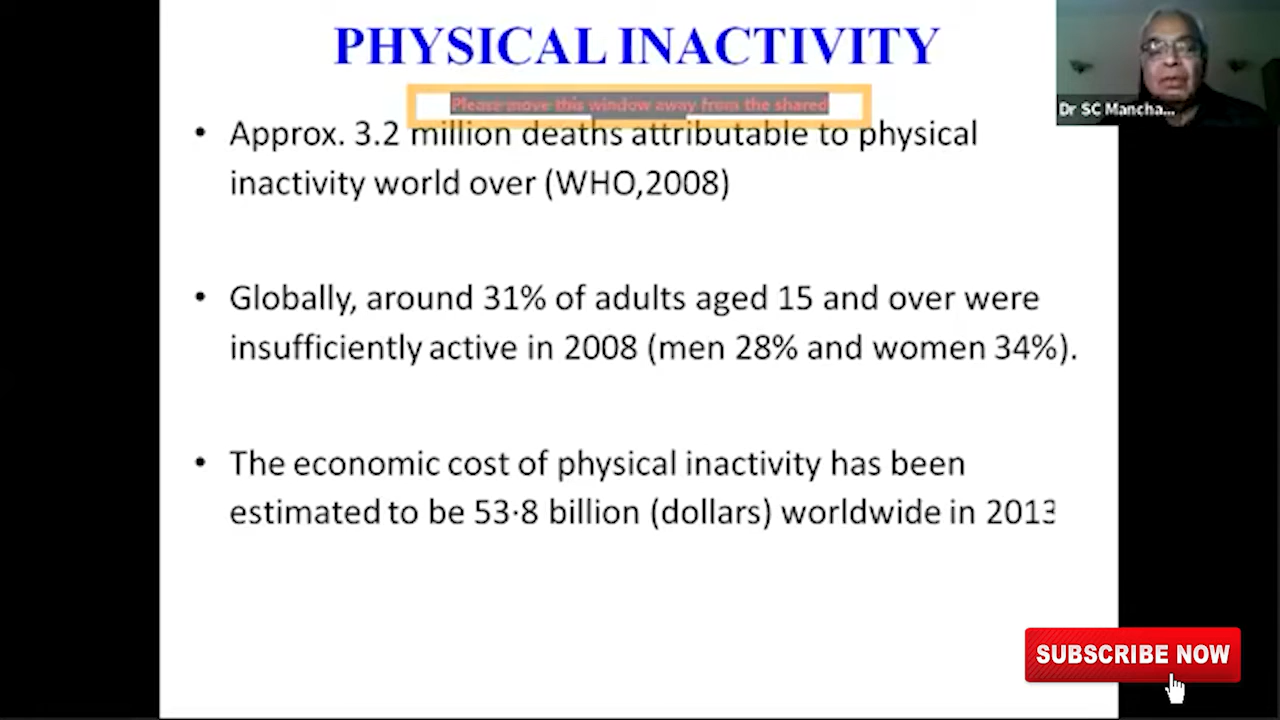 PHYSICAL INACTIVITY
Dr SC Mancha...
Please move this window away from the shared
• Approx. 3.2 million deaths attributable to physical
inactivity world over (WHO,2008)
• Globally, around 31% of adults aged 15 and over were
insufficiently active in 2008 (men 28% and women 34%).
• The economic cost of physical inactivity has been
estimated to be 53·8 billion (dollars) worldwide in 2013
SUBSCRIBE NOW